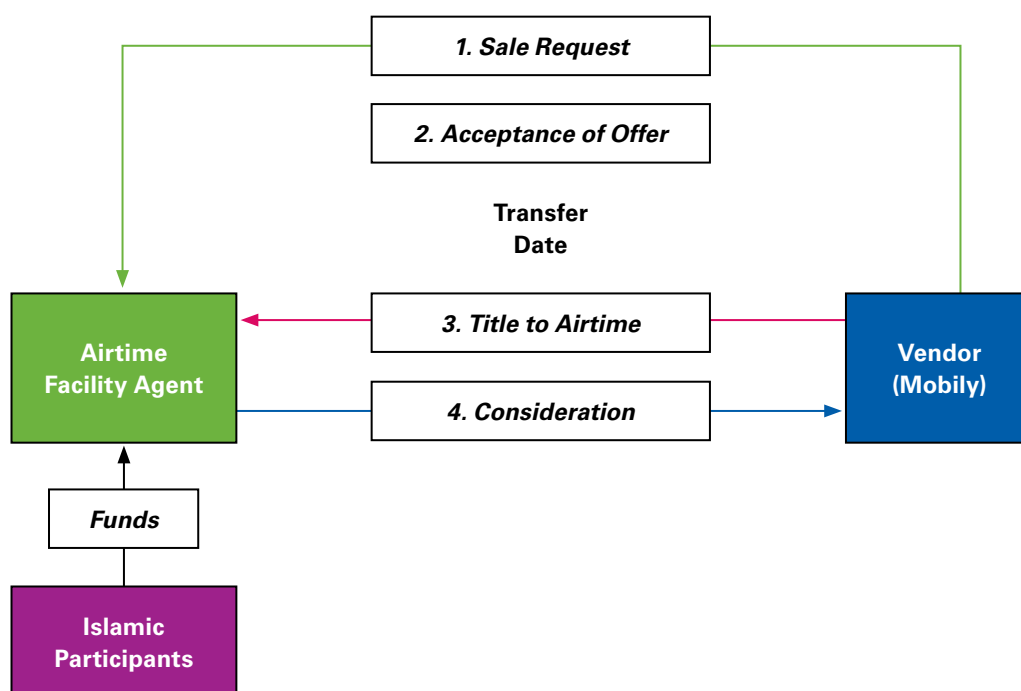 1. Sale Request
2. Acceptance of Offer
Transfer
Date
3. Title to Airtime
Airtime
Facility Agent
Vendor
(Mobily)
4. Consideration
Funds
Islamic
Participants